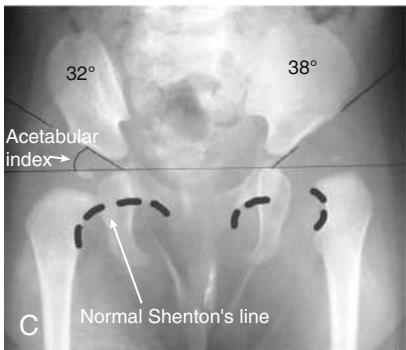 32°
38°
Acetabular
index
Normal Shenton's line
C